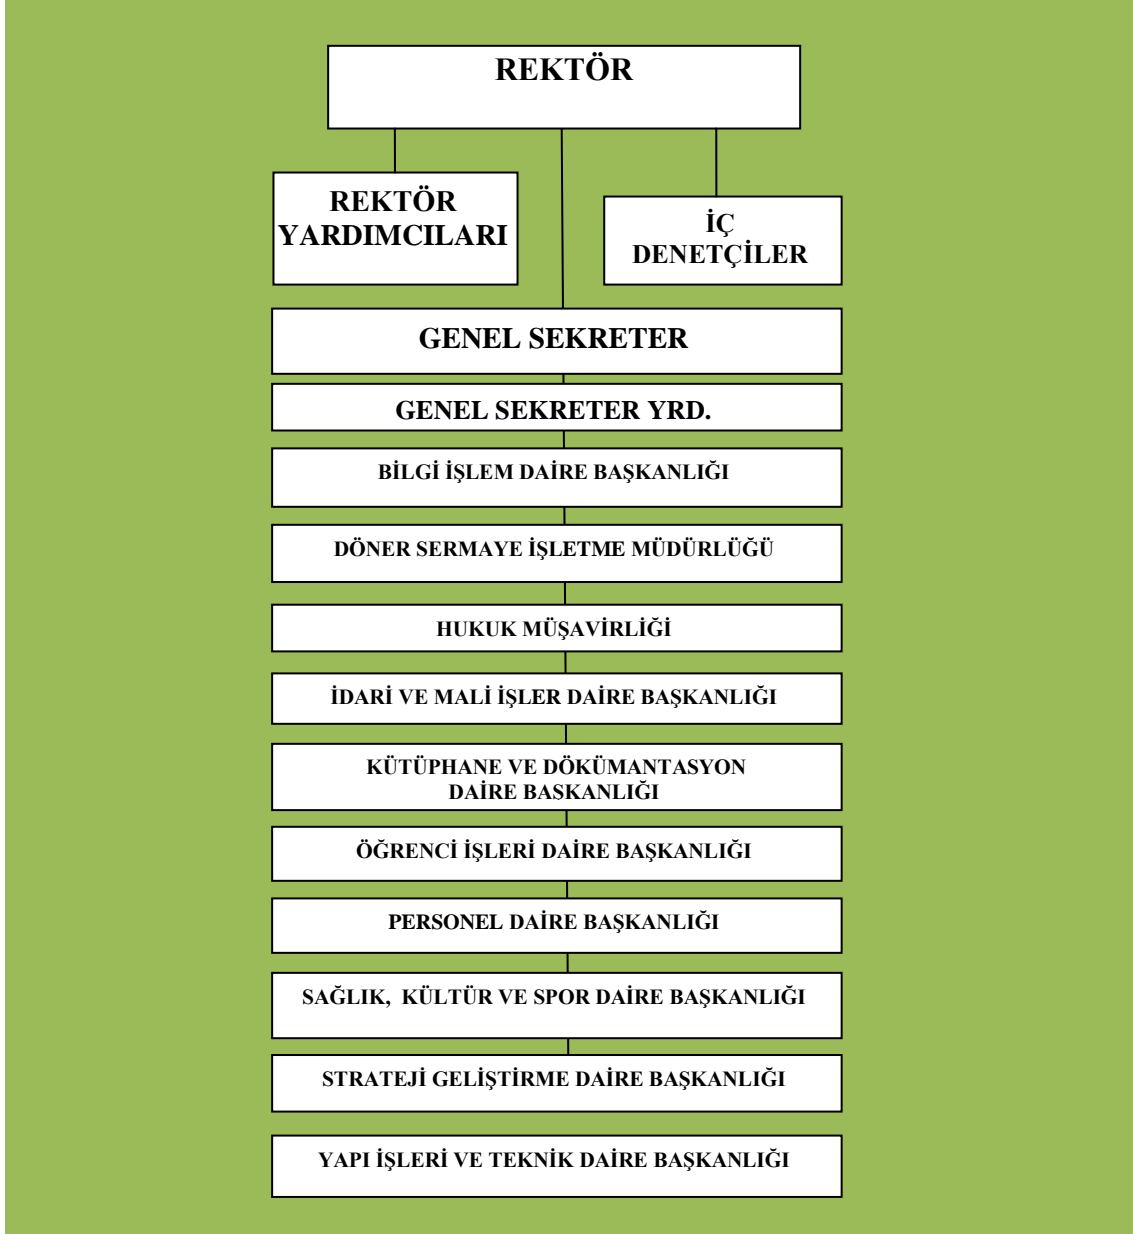 REKTÖR
REKTÖR
YARDIMCILARI
İÇ
DENETÇİLER
GENEL SEKRETER
GENEL SEKRETER YRD.
BİLGİ İŞLEM DAİRE BAŞKANLIĞI
DÖNER SERMAYE İŞLETME MÜDÜRLÜĞÜ
HUKUK MÜŞAVİRLİĞİ
İDARİ VE MALİ İŞLER DAİRE BAŞKANLIĞI
KÜTÜPHANE VE DÖKÜMANTASYON
DAİRE BASKANLIĞI
ÖĞRENCİ İŞLERİ DAİRE BAŞKANLIĞI
PERSONEL DAİRE BAŞKANLIĞI
SAĞLIK, KÜLTÜR VE SPOR DAİRE BAŞKANLIĞI
STRATEJİ GELİŞTİRME DAİRE BAŞKANLIĞI
YAPI İŞLERİ VE TEKNİK DAİRE BAŞKANLIĞI